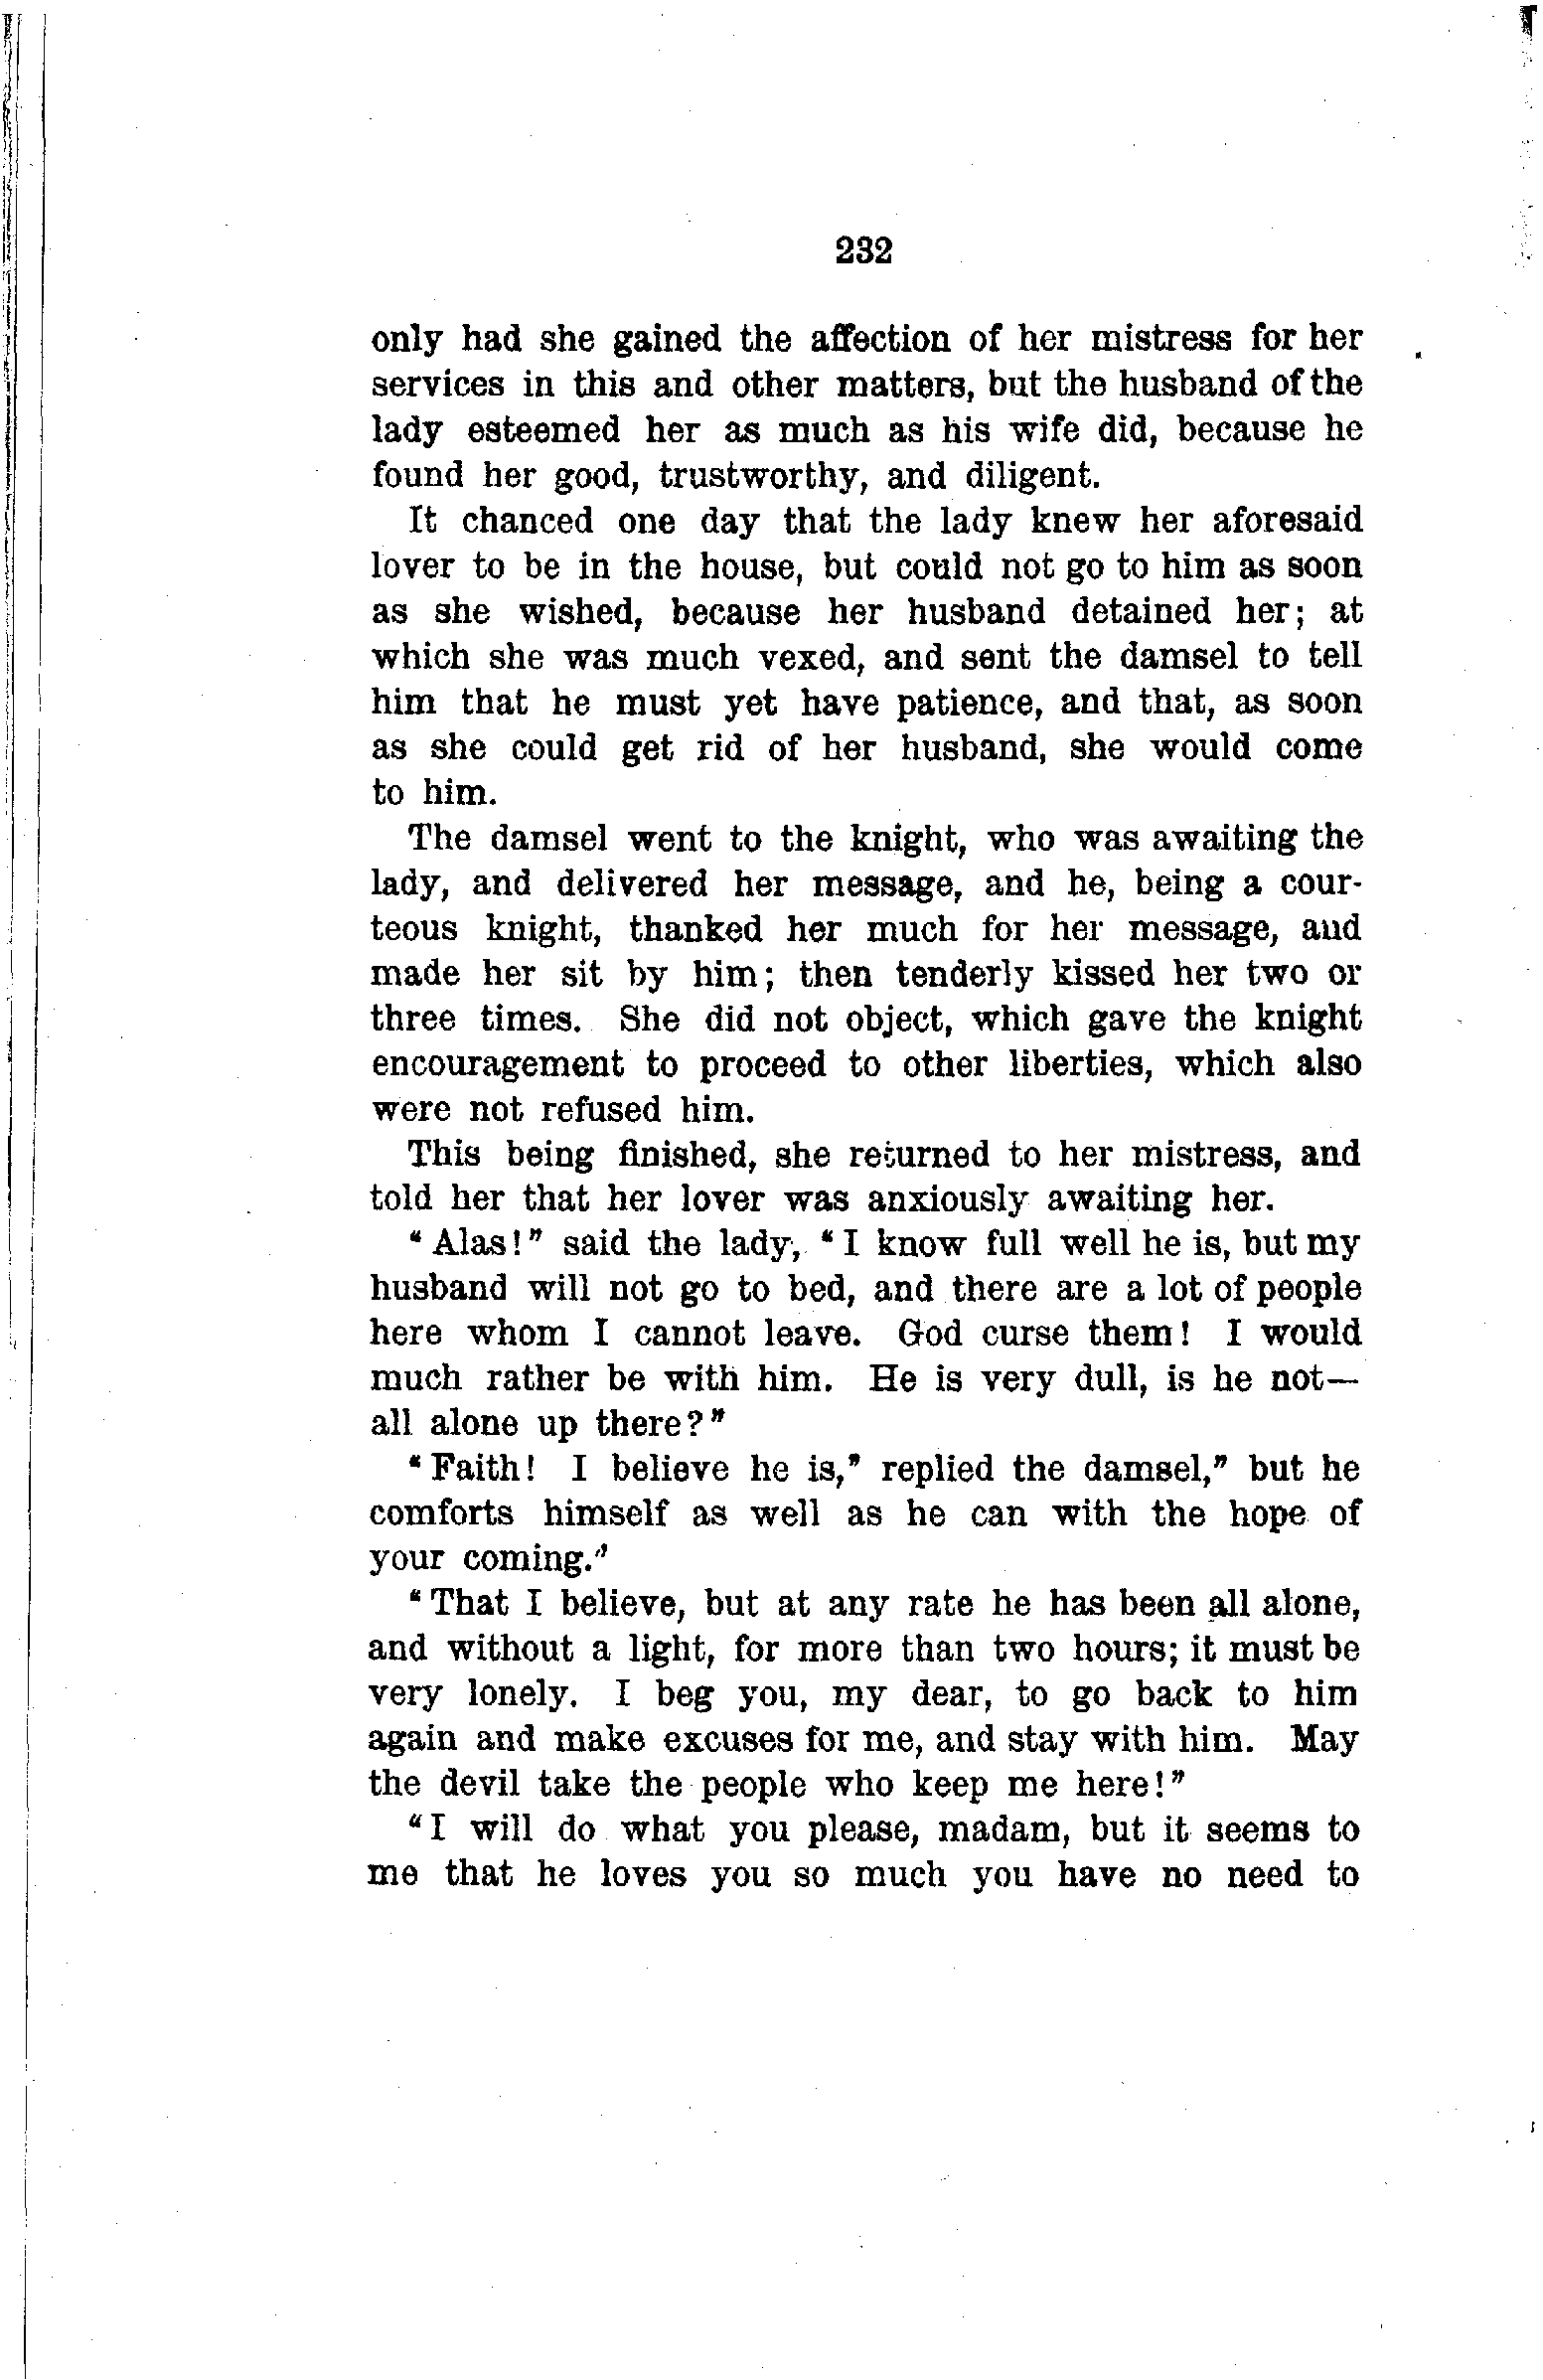 232
only had she gained the affection of her mistress for her
services in this and other matters, but the husband of the
lady esteemed her as much as his wife did, because he
found her good, trustworthy, and diligent.
It chanced one day that the lady knew her aforesaid
lover to be in the house, but could not go to him as soon
as she wished, because her husband detained her; at
which she was much vexed, and sent the damsel to tell
him that he must yet have patience, and that, as soon
as she could get rid of her husband, she would come
to him.
The damsel went to the knight, who was awaiting the
lady, and delivered her message, and he, being a cour-
teous knight, thanked her much for her message, aud
made her sit by him; then tenderly kissed her two or
three times. She did not object, which gave the knight
encouragement to proceed to other liberties, which also
were not refused him.
This being finished, she returned to her mistress, and
told her that her lover was anxiously awaiting her.
“Alas!” said the lady, “I know full well he is, but my
husband will not go to bed, and there are a lot of people
here whom I cannot leave. God curse them! I would
much rather be with him. He is very dull, is he not—
all alone up there?”
“Faith! I believe he is,” replied the damsel,” but he
comforts himself as well as he can with the hope of
your coming.”
“That I believe, but at any rate he has been all alone,
and without a light, for more than two hours; it must be
very lonely. I beg you, my dear, to go back to him
again and make excuses for me, and stay with him. May
the devil take the people who keep me here!”
“I will do what you please, madam, but it seems to
me that he loves you so much you have no need to